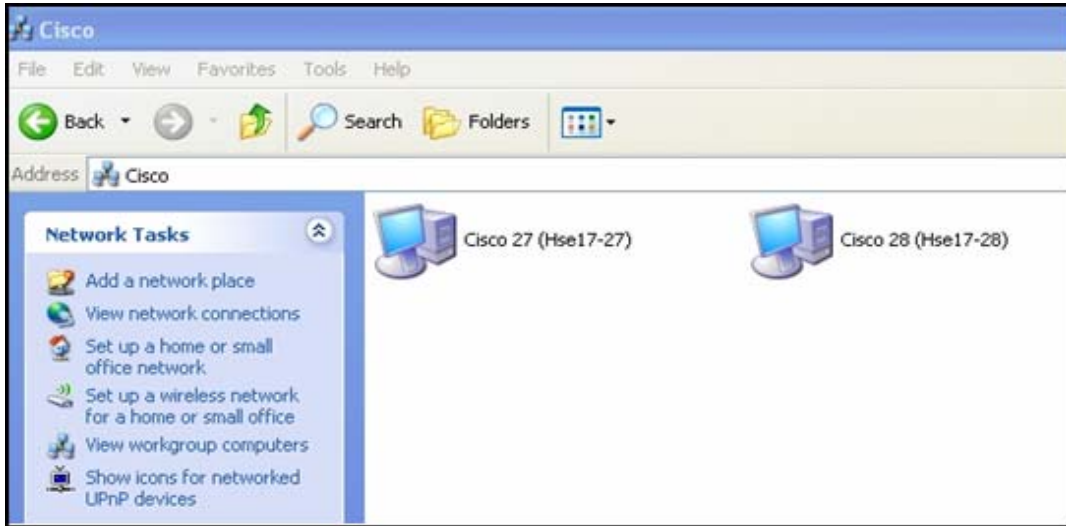 Cisco
File Edit View Favorites Tools Help
Back Search Folders
Address Cisco
Network Tasks
Add a network place
View network connections
Set up a home or small
office network
Set up a wireless network
for a home or small office
View workgroup computers
Show icons for networked
UPnP devices
Cisco 27 (Hse17-27)
Cisco 28 (Hse17-28)